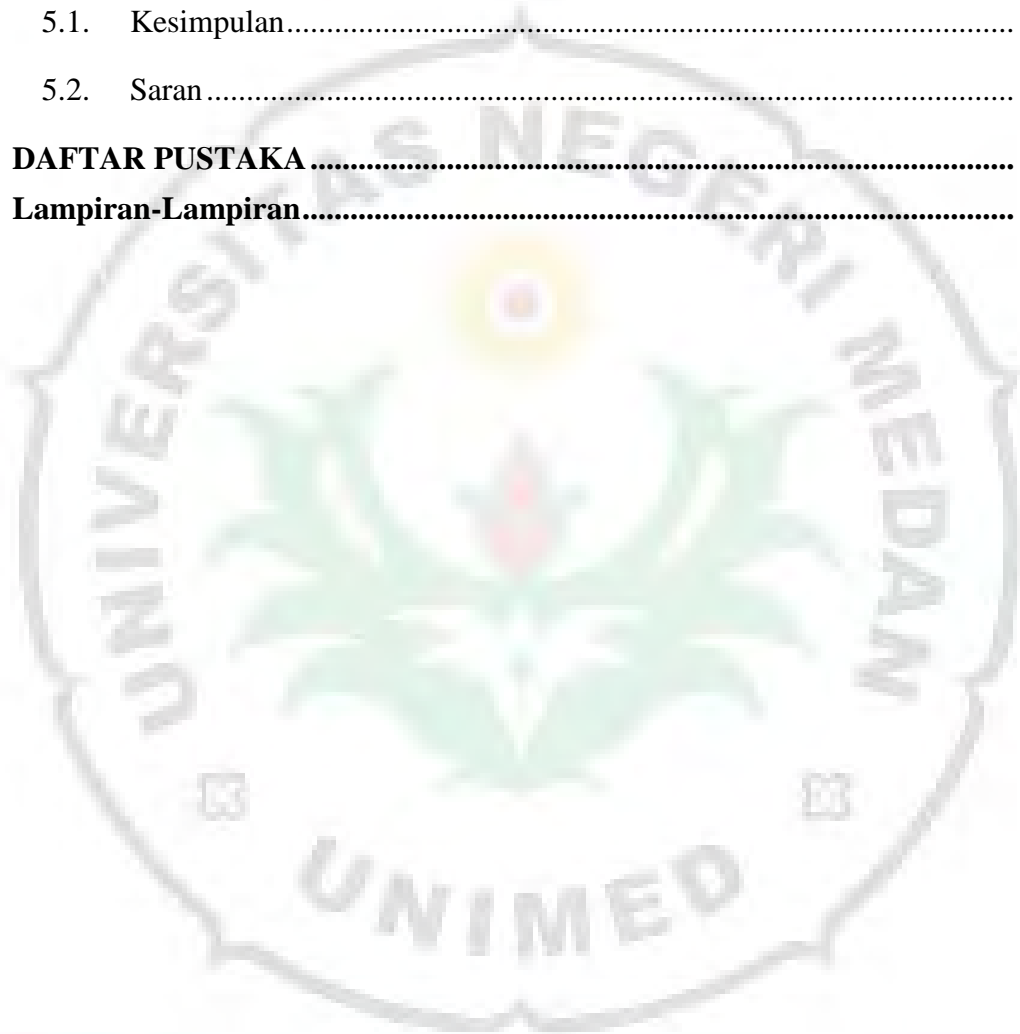 5.1. Kesimpulan........................................................................................
5.2. Saran..................................................................................................
DAFTAR PUSTAKA......................................................................................
Lampiran-Lampiran.......................................................................................
UNIVERSITAS NEGERI MEDAN
UNIMED